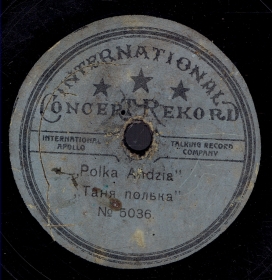 INTERNATIONAL
CONCERT REKORD
INTERNATIONAL
APOLLO
TALKING RECORD
COMPANY
„Polka Andzia"
„Таня полька"
№ 5036